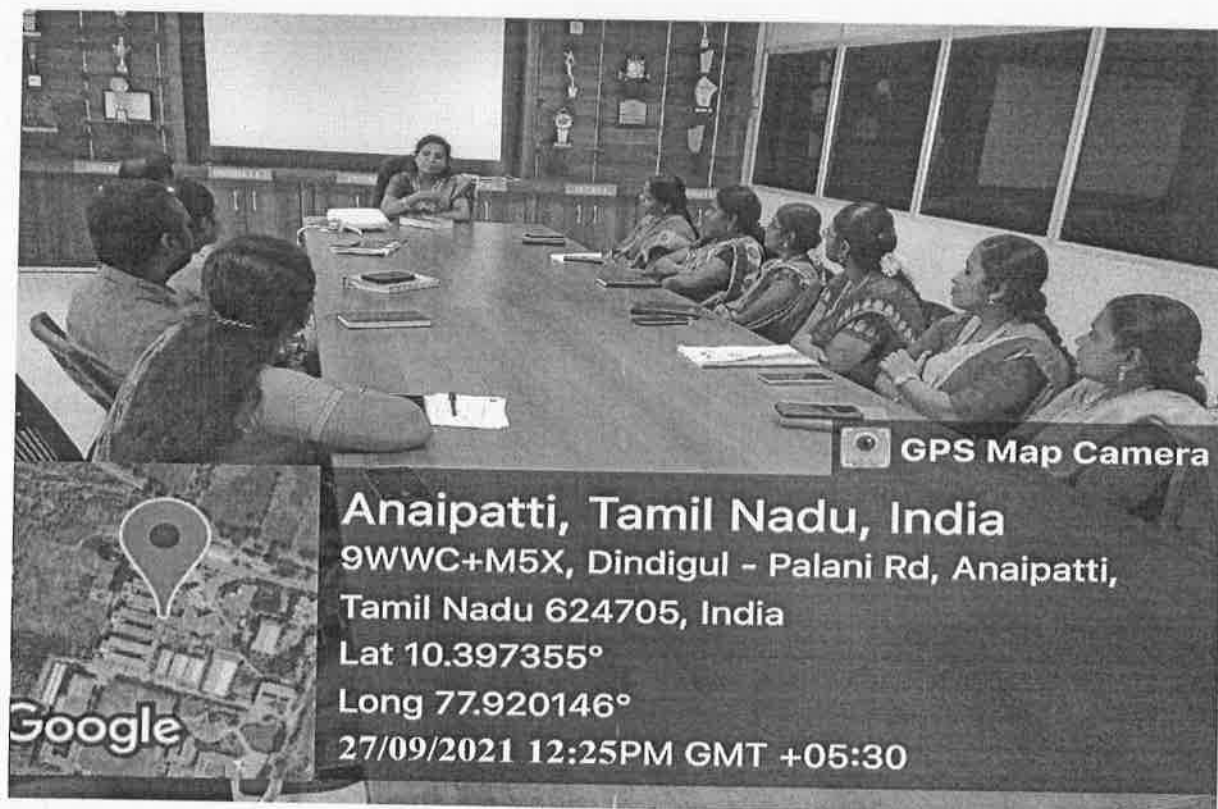 GPS Map Camera
Anaipatti, Tamil Nadu, India
9WWC+M5X, Dindigul - Palani Rd, Anaipatti,
Tamil Nadu 624705, India
Lat 10.397355°
Long 77.920146°
27/09/2021 12:25PM GMT +05:30
Google